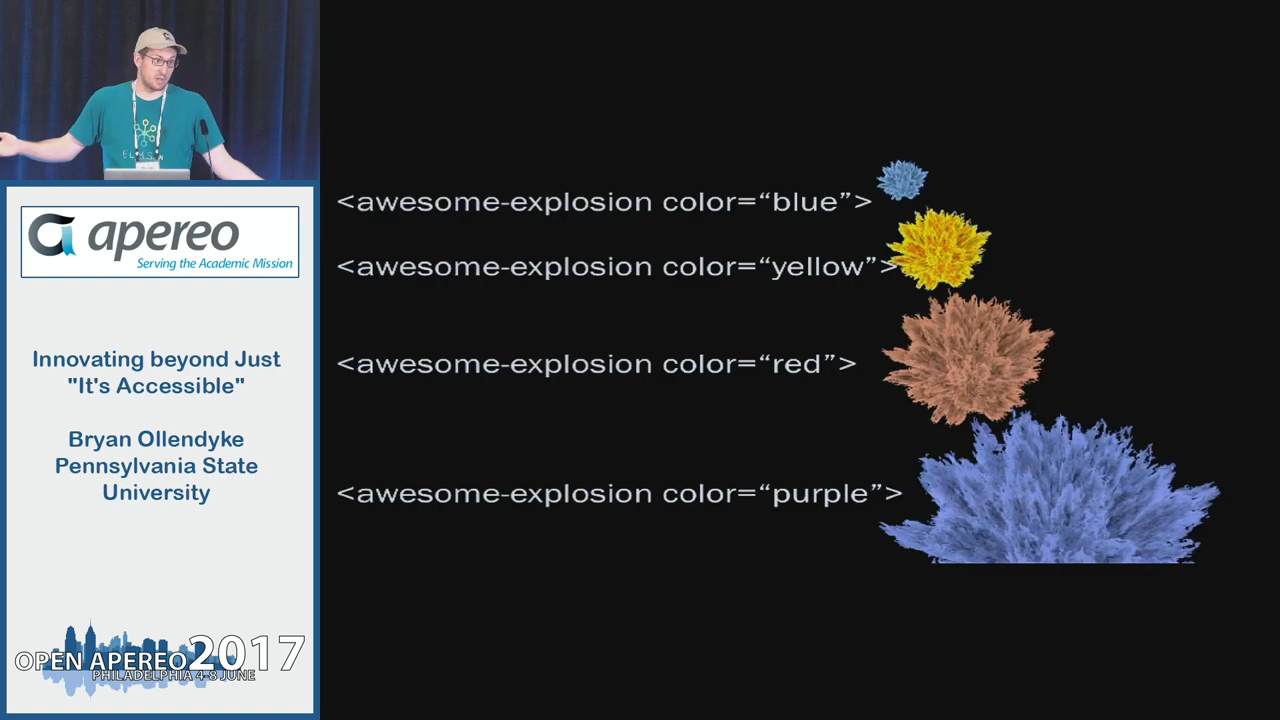 apereo
Serving the Academic Mission
Innovating beyond Just
"It's Accessible"
Bryan Ollendyke
Pennsylvania State
University
OPEN APEREO 2017
PHILADELPHIA 4-8 JUNE
<awesome-explosion color=“blue”>
<awesome-explosion color=“yellow”>
<awesome-explosion color=“red”>
<awesome-explosion color=“purple”>